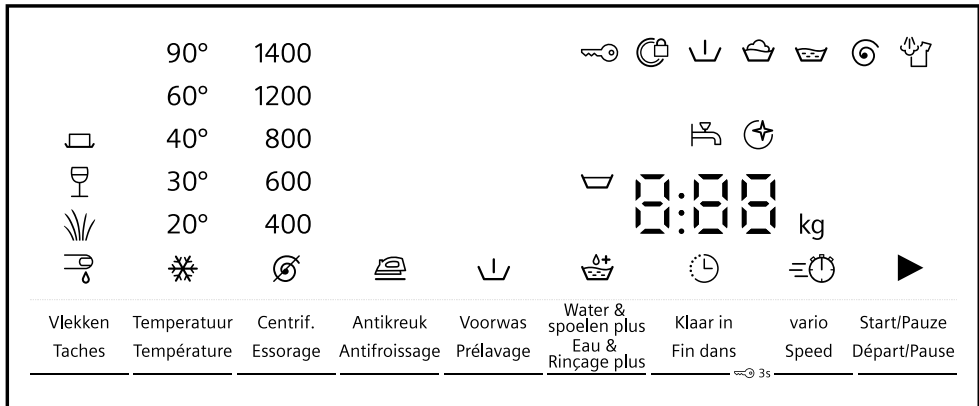 90° 1400
60° 1200
40° 800
30° 600
20° 400
8:88 kg
Vlekken Temperatuur Centrif. Antikreuk Voorwas Water & spoelen plus Klaar in vario Start/Pauze
Taches Température Essorage Antifroissage Prélavage Eau & Rinçage plus Fin dans Speed Départ/Pause
3s